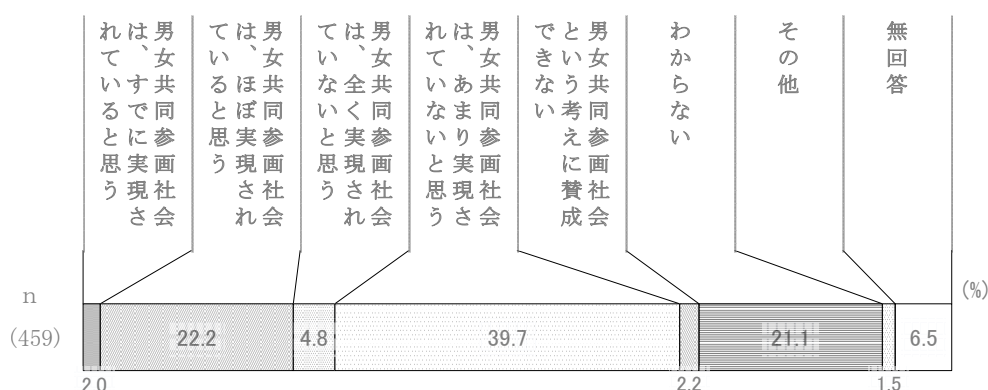 男女共同参画社会
は、すでに実現さ
れていると思う
男女共同参画社会
は、ほぼ実現され
ていると思う
男女共同参画社会
は、全く実現され
ていないと思う
男女共同参画社会
は、あまり実現さ
れていないと思う
男女共同参画社会
という考えに賛成
できない
わからない
その他
無回答
(%)
n
(459)
22.2
4.8
39.7
21.1
6.5
2.0
2.2
1.5